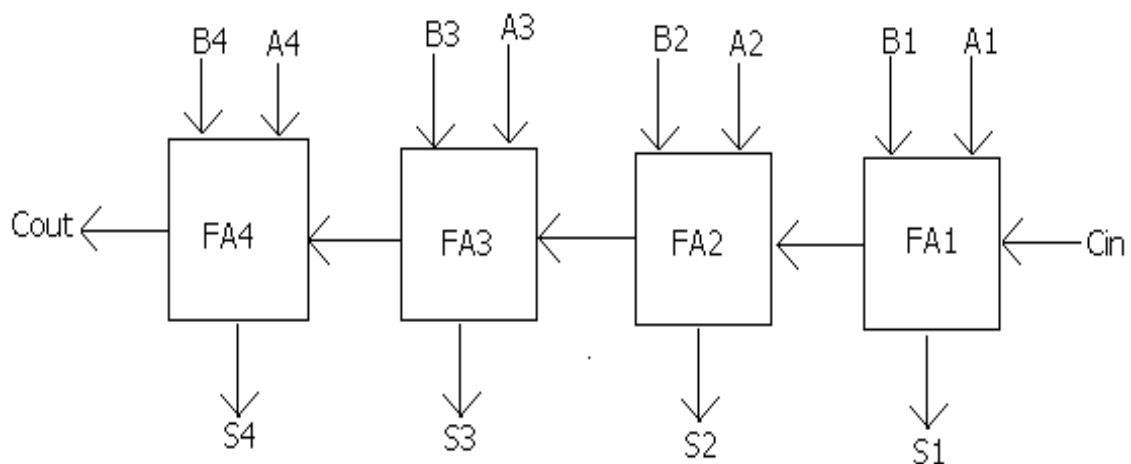 B4 A4 B3 A3 B2 A2 B1 A1
Cout FA4 FA3 FA2 FA1 Cin
S4 S3 S2 S1